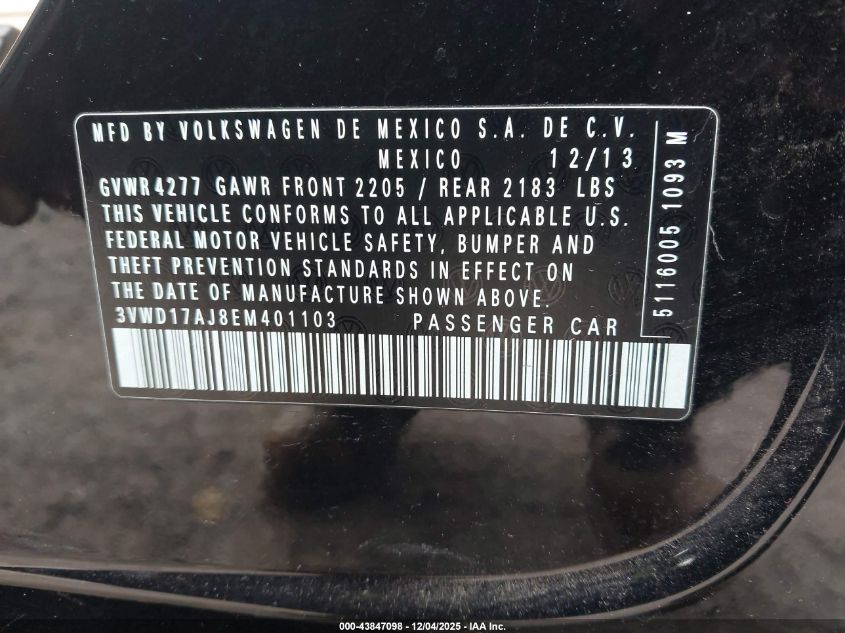 MFD BY VOLKSWAGEN DE MEXICO S.A. DE C.V.
MEXICO 12/13
GVWR4277 GAWR FRONT 2205 / REAR 2183 LBS
THIS VEHICLE CONFORMS TO ALL APPLICABLE U.S.
FEDERAL MOTOR VEHICLE SAFETY, BUMPER AND
THEFT PREVENTION STANDARDS IN EFFECT ON
THE DATE OF MANUFACTURE SHOWN ABOVE.
3VWD17AJ8EM401103 PASSENGER CAR
5116005 1093 M
000-43847098 - 12/04/2025 - IAA Inc.